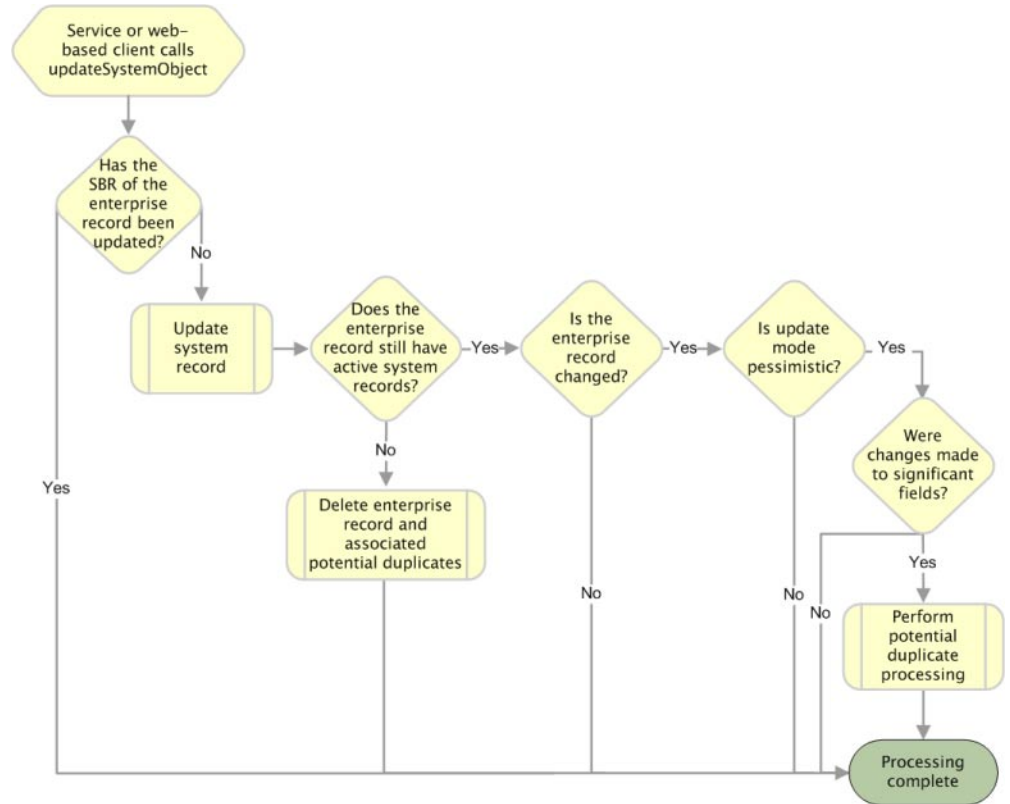 Service or web-
based client calls
updateSystemObject
Has the
SBR of the
enterprise
record been
updated?
No
Yes
Update
system
record
Does the
enterprise
record still have
active system
records?
Yes
No
Delete enterprise
record and
associated
potential duplicates
Is the
enterprise
record
changed?
Yes
No
Is update
mode
pessimistic?
Yes
No
Were
changes made
to significant
fields?
Yes
No
Perform
potential
duplicate
processing
Processing
complete